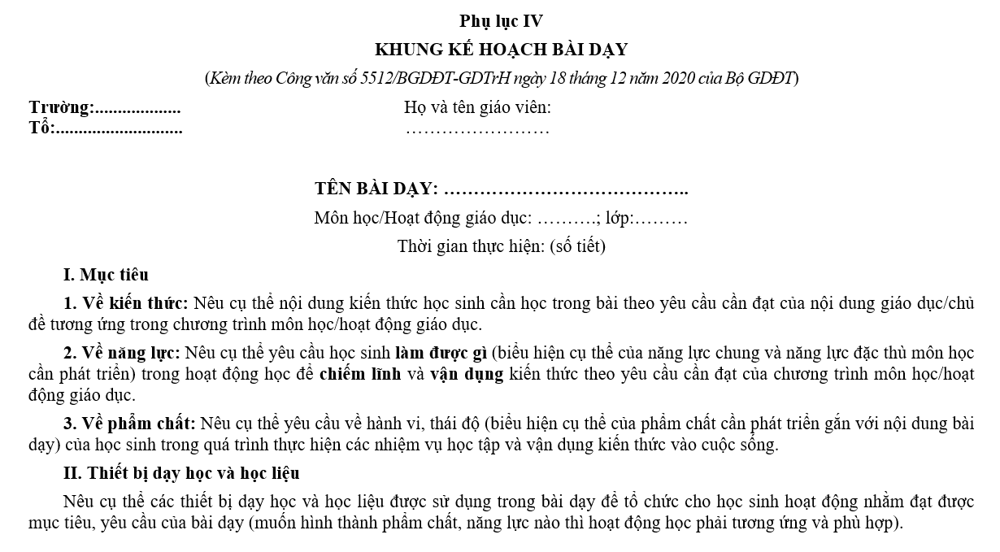 Phụ lục IV
KHUNG KẾ HOẠCH BÀI DẠY
(Kèm theo Công văn số 5512/BGDĐT-GDTrH ngày 18 tháng 12 năm 2020 của Bộ GDĐT)
Trường:................... Họ và tên giáo viên:
Tổ:............................ ……………………
TÊN BÀI DẠY: …………………………………..
Môn học/Hoạt động giáo dục: ……….; lớp:………
Thời gian thực hiện: (số tiết)
I. Mục tiêu
1. Về kiến thức: Nêu cụ thể nội dung kiến thức học sinh cần học trong bài theo yêu cầu cần đạt của nội dung giáo dục/chủ
đề tương ứng trong chương trình môn học/hoạt động giáo dục.
2. Về năng lực: Nêu cụ thể yêu cầu học sinh làm được gì (biểu hiện cụ thể của năng lực chung và năng lực đặc thù môn học
cần phát triển) trong hoạt động học để chiếm lĩnh và vận dụng kiến thức theo yêu cầu cần đạt của chương trình môn học/hoạt
động giáo dục.
3. Về phẩm chất: Nêu cụ thể yêu cầu về hành vi, thái độ (biểu hiện cụ thể của phẩm chất cần phát triển gắn với nội dung bài
dạy) của học sinh trong quá trình thực hiện các nhiệm vụ học tập và vận dụng kiến thức vào cuộc sống.
II. Thiết bị dạy học và học liệu
Nêu cụ thể các thiết bị dạy học và học liệu được sử dụng trong bài dạy để tổ chức cho học sinh hoạt động nhằm đạt được
mục tiêu, yêu cầu của bài dạy (muốn hình thành phẩm chất, năng lực nào thì hoạt động học phải tương ứng và phù hợp).